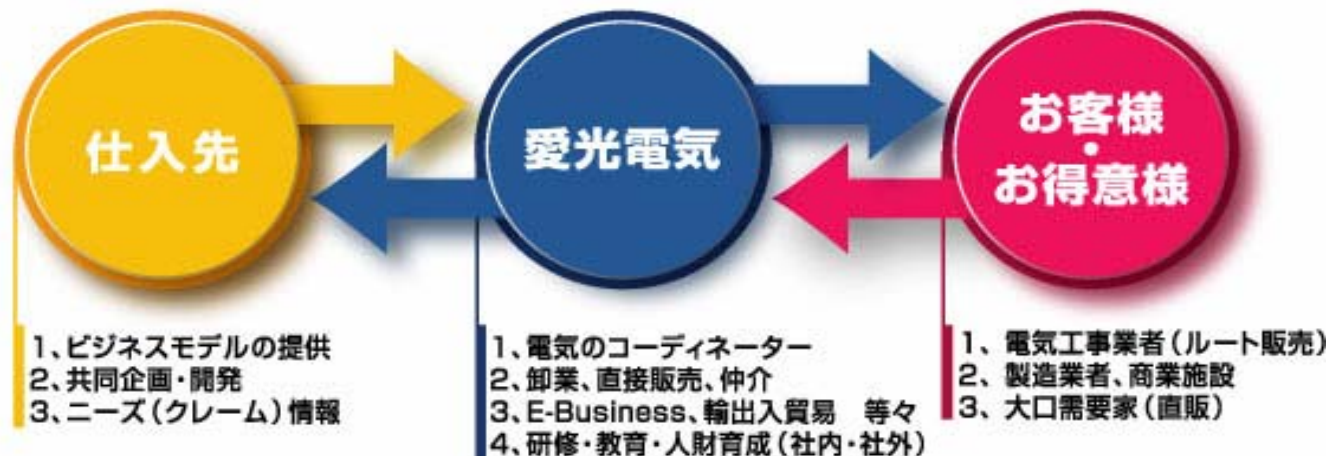 仕入先
愛光電気
お客様
・
お得意様
1、ビジネスモデルの提供
2、共同企画・開発
3、ニーズ(クレーム)情報
1、電気のコーディネーター
2、卸業、直接販売、仲介
3、E-Business、輸出入貿易　等々
4、研修・教育・人財育成(社内・社外)
1、電気工事業者(ルート販売)
2、製造業者、商業施設
3、大口需要家(直販)